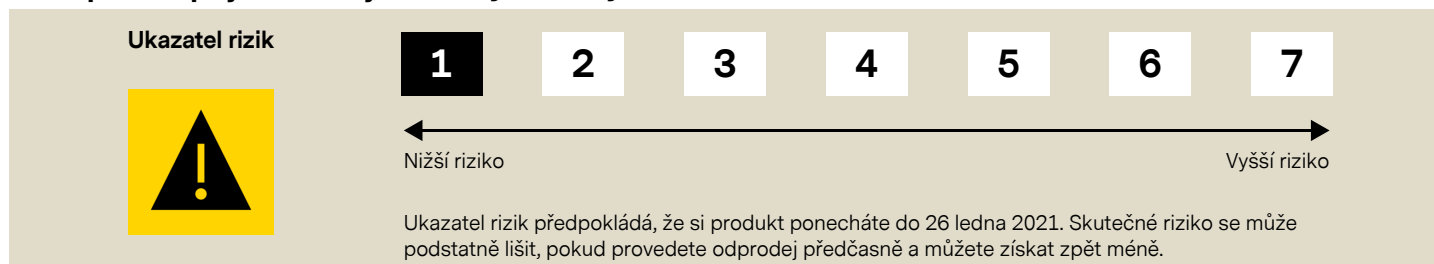 Ukazatel rizik
1 2 3 4 5 6 7
Nižší riziko Vyšší riziko
Ukazatel rizik předpokládá, že si produkt ponecháte do 26 ledna 2021. Skutečné riziko se může
podstatně lišit, pokud provedete odprodej předčasně a můžete získat zpět méně.